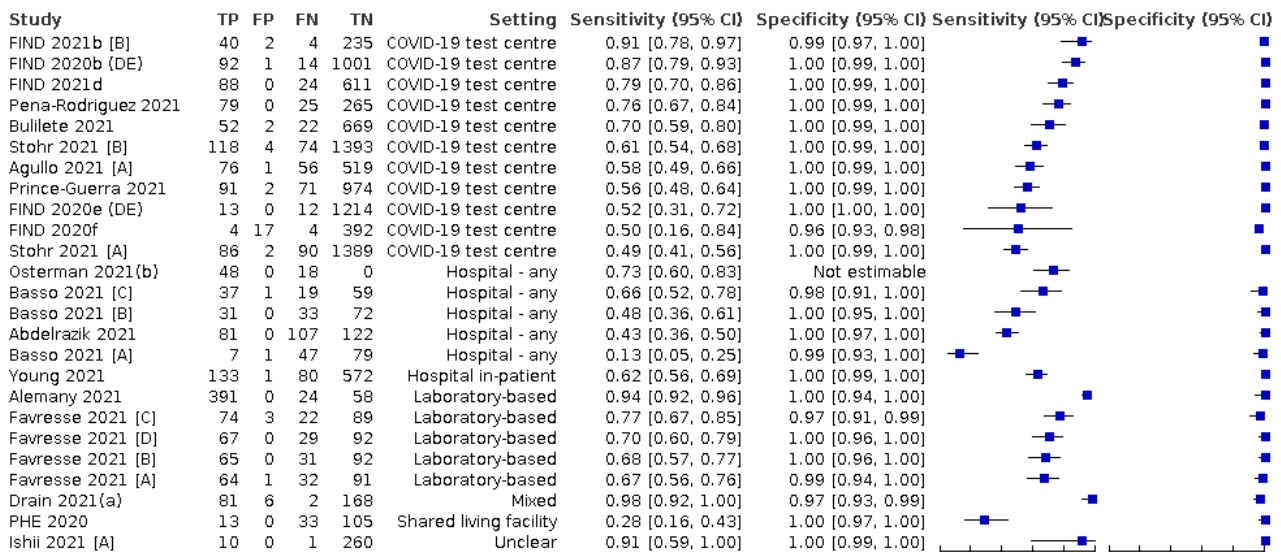 Study TP FP FN TN Setting Sensitivity (95% CI) Specificity (95% CI) Sensitivity (95% CI) Specificity (95% CI)
FIND 2021b [B] 40 2 4 235 COVID-19 test centre 0.91 [0.78, 0.97] 0.99 [0.97, 1.00]
FIND 2020b (DE) 92 1 14 1001 COVID-19 test centre 0.87 [0.79, 0.93] 1.00 [0.99, 1.00]
FIND 2021d 88 0 24 611 COVID-19 test centre 0.79 [0.70, 0.86] 1.00 [0.99, 1.00]
Pena-Rodriguez 2021 79 0 25 265 COVID-19 test centre 0.76 [0.67, 0.84] 1.00 [0.99, 1.00]
Bulilete 2021 52 2 22 669 COVID-19 test centre 0.70 [0.59, 0.80] 1.00 [0.99, 1.00]
Stohr 2021 [B] 118 4 74 1393 COVID-19 test centre 0.61 [0.54, 0.68] 1.00 [0.99, 1.00]
Agullo 2021 [A] 76 1 56 519 COVID-19 test centre 0.58 [0.49, 0.66] 1.00 [0.99, 1.00]
Prince-Guerra 2021 91 2 71 974 COVID-19 test centre 0.56 [0.48, 0.64] 1.00 [0.99, 1.00]
FIND 2020e (DE) 13 0 12 1214 COVID-19 test centre 0.52 [0.31, 0.72] 1.00 [1.00, 1.00]
FIND 2020f 4 17 4 392 COVID-19 test centre 0.50 [0.16, 0.84] 0.96 [0.93, 0.98]
Stohr 2021 [A] 86 2 90 1389 COVID-19 test centre 0.49 [0.41, 0.56] 1.00 [0.99, 1.00]
Osterman 2021(b) 48 0 18 0 Hospital - any 0.73 [0.60, 0.83] Not estimable
Basso 2021 [C] 37 1 19 59 Hospital - any 0.66 [0.52, 0.78] 0.98 [0.91, 1.00]
Basso 2021 [B] 31 0 33 72 Hospital - any 0.48 [0.36, 0.61] 1.00 [0.95, 1.00]
Abdelrazik 2021 81 0 107 122 Hospital - any 0.43 [0.36, 0.50] 1.00 [0.97, 1.00]
Basso 2021 [A] 7 1 47 79 Hospital - any 0.13 [0.05, 0.25] 0.99 [0.93, 1.00]
Young 2021 133 1 80 572 Hospital in-patient 0.62 [0.56, 0.69] 1.00 [0.99, 1.00]
Alemany 2021 391 0 24 58 Laboratory-based 0.94 [0.92, 0.96] 1.00 [0.94, 1.00]
Favresse 2021 [C] 74 3 22 89 Laboratory-based 0.77 [0.67, 0.85] 0.97 [0.91, 0.99]
Favresse 2021 [D] 67 0 29 92 Laboratory-based 0.70 [0.60, 0.79] 1.00 [0.96, 1.00]
Favresse 2021 [B] 65 0 31 92 Laboratory-based 0.68 [0.57, 0.77] 1.00 [0.96, 1.00]
Favresse 2021 [A] 64 1 32 91 Laboratory-based 0.67 [0.56, 0.76] 0.99 [0.94, 1.00]
Drain 2021(a) 81 6 2 168 Mixed 0.98 [0.92, 1.00] 0.97 [0.93, 0.99]
PHE 2020 13 0 33 105 Shared living facility 0.28 [0.16, 0.43] 1.00 [0.97, 1.00]
Ishii 2021 [A] 10 0 1 260 Unclear 0.91 [0.59, 1.00] 1.00 [0.99, 1.00]